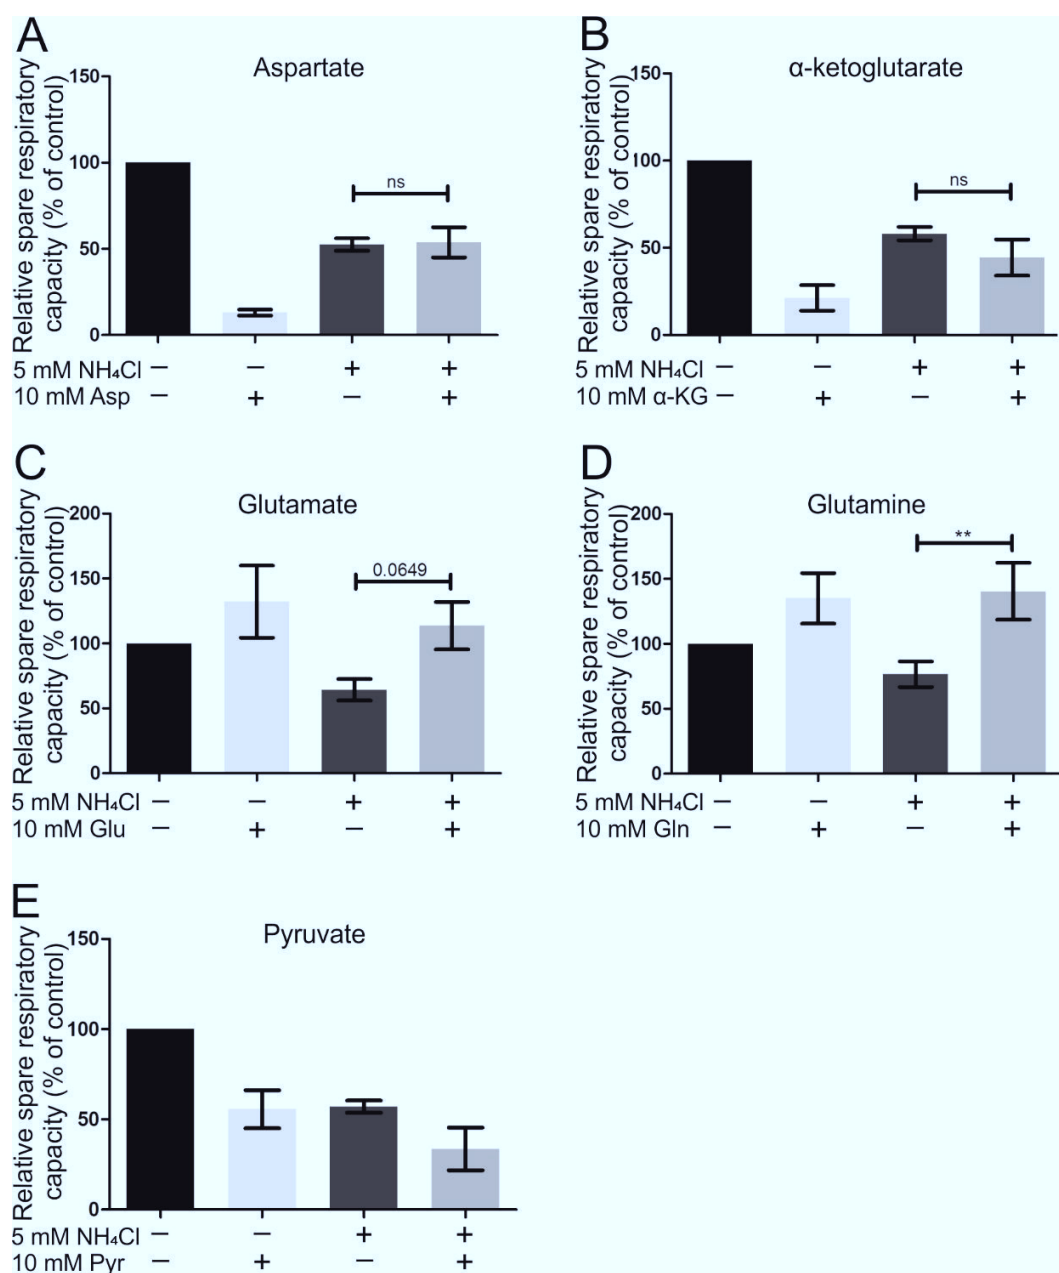 A
Aspartate
Relative spare respiratory
capacity (% of control)
150
100
50
0
ns
5 mM NH₄Cl − − + +
10 mM Asp − + − +
B
α-ketoglutarate
Relative spare respiratory
capacity (% of control)
150
100
50
0
ns
5 mM NH₄Cl − − + +
10 mM α-KG − + − +
C
Glutamate
Relative spare respiratory
capacity (% of control)
200
150
100
50
0
0.0649
5 mM NH₄Cl − − + +
10 mM Glu − + − +
D
Glutamine
Relative spare respiratory
capacity (% of control)
200
150
100
50
0
**
5 mM NH₄Cl − − + +
10 mM Gln − + − +
E
Pyruvate
Relative spare respiratory
capacity (% of control)
150
100
50
0
5 mM NH₄Cl − − + +
10 mM Pyr − + − +